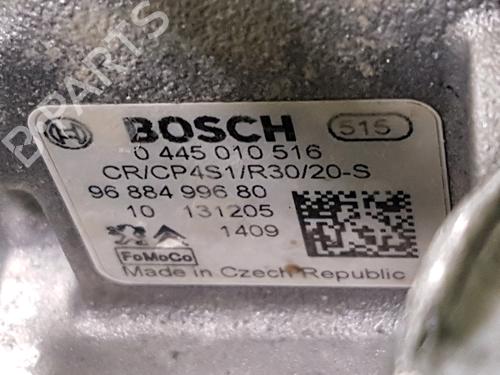 BOSCH 515
0 445 010 516
CR/CP4S1/R30/20-S
96 884 996 80
10 131205
1409
FoMoCo
Made in Czech Republic
B-PARTS